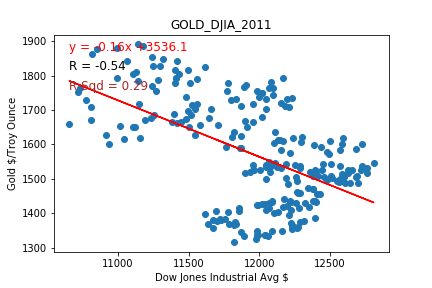 GOLD_DJIA_2011
y = -0.16x +3536.1
R = -0.54
R Sqd = 0.29
1900
1800
1700
1600
1500
1400
1300
Gold $/Troy Ounce
11000 11500 12000 12500
Dow Jones Industrial Avg $